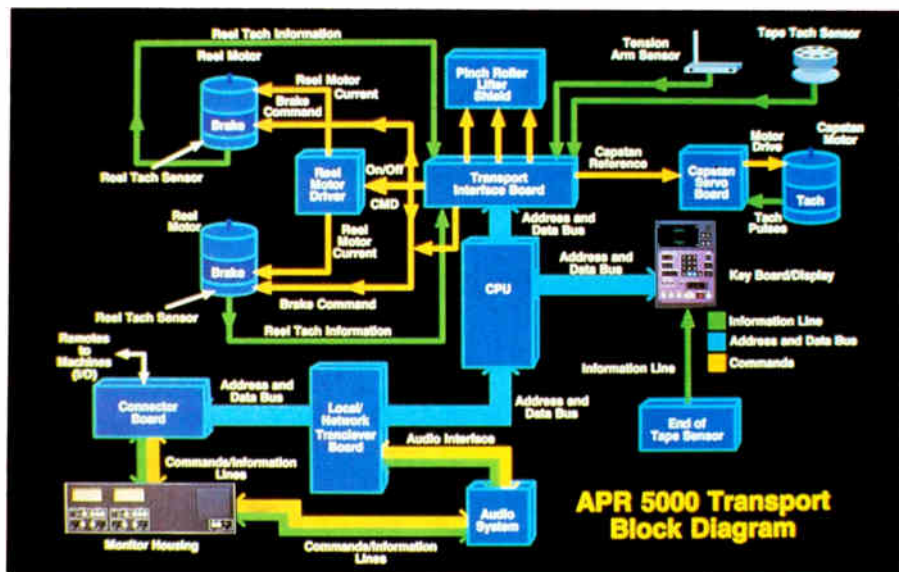 Reel Tach Information
Reel Motor
Brake
Reel Motor
Current
Brake
Command
Reel Tach Sensor
Pinch Roller
Lifter
Shield
Tension
Arm Sensor
Tape Tach Sensor
On/Off
CMD
Reel
Motor
Driver
Transport
Interface Board
Capatan
Reference
Capatan
Servo
Board
Motor
Drive
Capatan
Motor
Tach
Tach
Pulses
Reel
Motor
Brake
Reel
Motor
Current
Brake Command
Reel Tach Sensor
Reel Tach Information
Address and
Data Bus
CPU
Address and
Data Bus
Key Board/Display
Information Line
Address and Data Bus
Commands
Information Line
End of
Tape Sensor
Remotes
to
Machines
(I/O)
Connector
Board
Address and
Data Bus
Local/
Network
Tranciever
Board
Address and
Data Bus
Audio Interface
Commands/Information
Lines
Monitor Housing
Audio
System
Commands/Information
Lines
APR 5000 Transport
Block Diagram